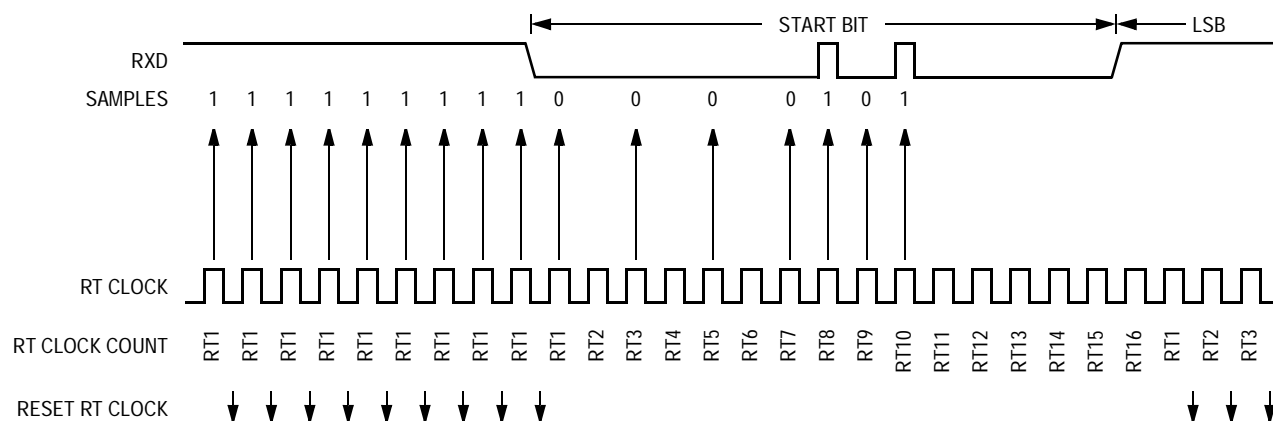 START BIT LSB
RXD
SAMPLES 1 1 1 1 1 1 1 1 1 0 0 0 0 1 0 1
RT CLOCK
RT CLOCK COUNT RT1 RT1 RT1 RT1 RT1 RT1 RT1 RT1 RT1 RT1 RT2 RT3 RT4 RT5 RT6 RT7 RT8 RT9 RT10 RT11 RT12 RT13 RT14 RT15 RT16 RT1 RT2 RT3
RESET RT CLOCK